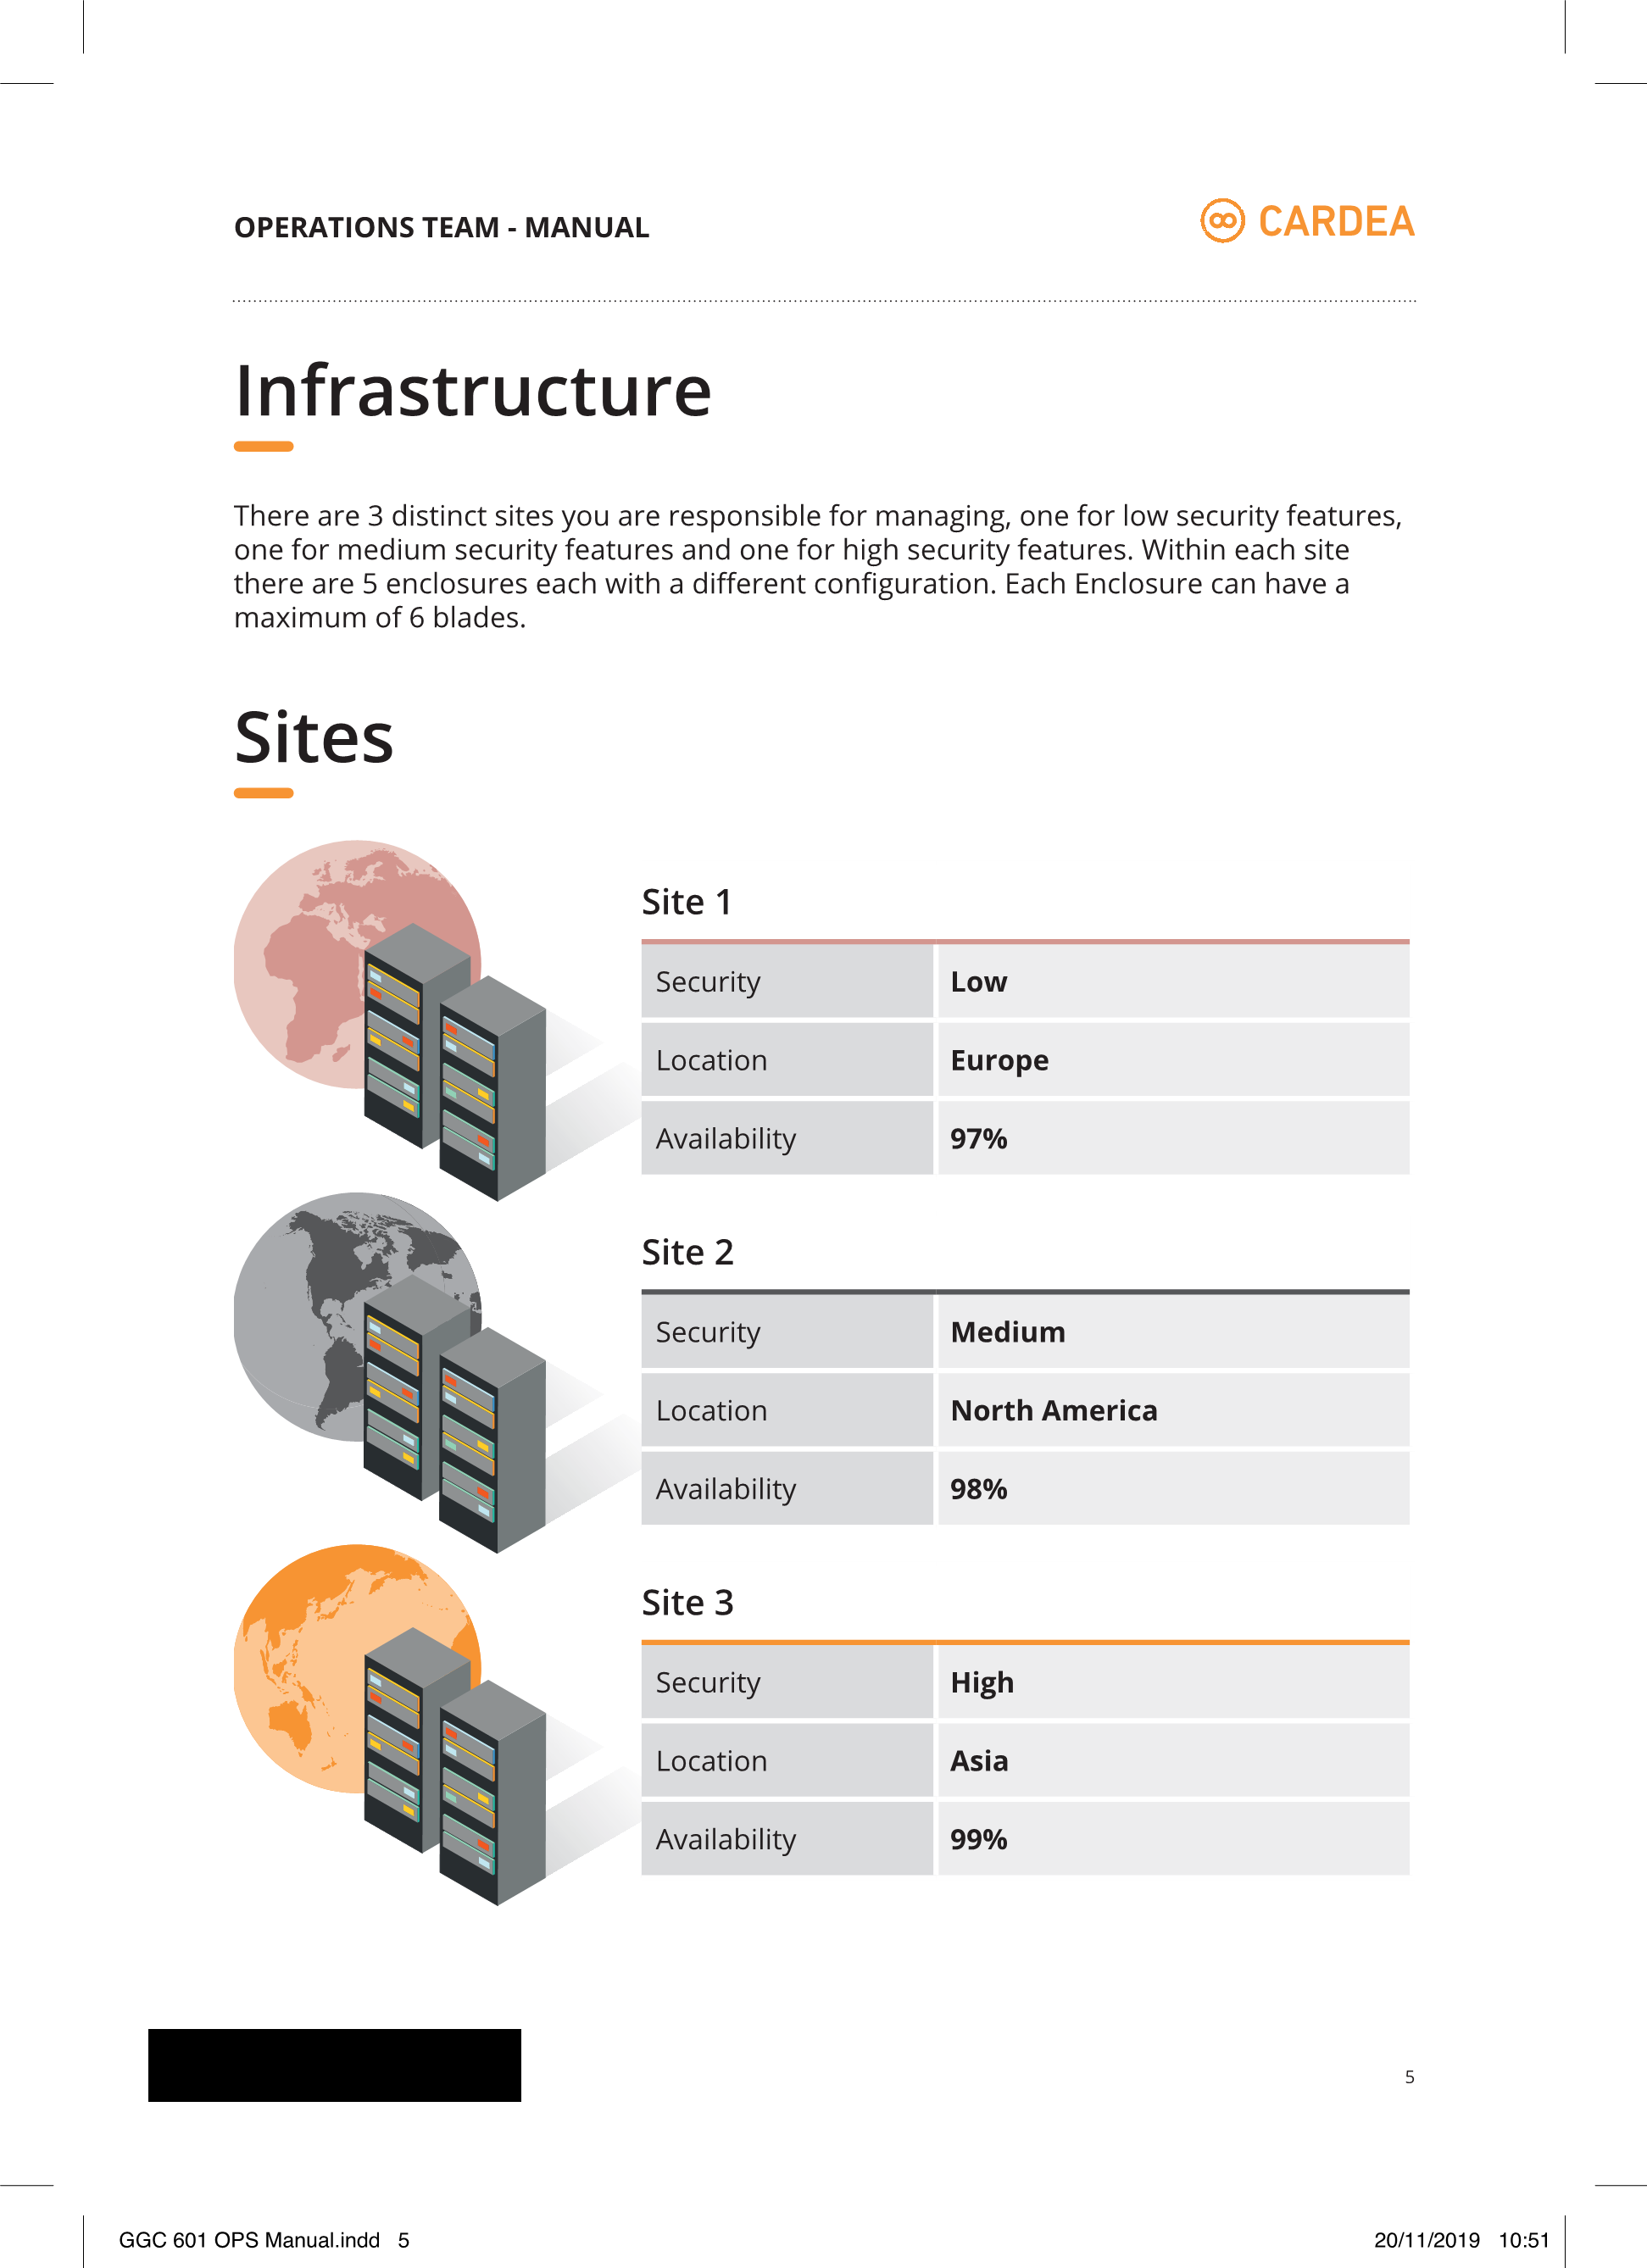 OPERATIONS TEAM - MANUAL
CARDEA
Infrastructure
There are 3 distinct sites you are responsible for managing, one for low security features,
one for medium security features and one for high security features. Within each site
there are 5 enclosures each with a different configuration. Each Enclosure can have a
maximum of 6 blades.
Sites
Site 1
Security Low
Location Europe
Availability 97%
Site 2
Security Medium
Location North America
Availability 98%
Site 3
Security High
Location Asia
Availability 99%
5
GGC 601 OPS Manual.indd 5
20/11/2019 10:51